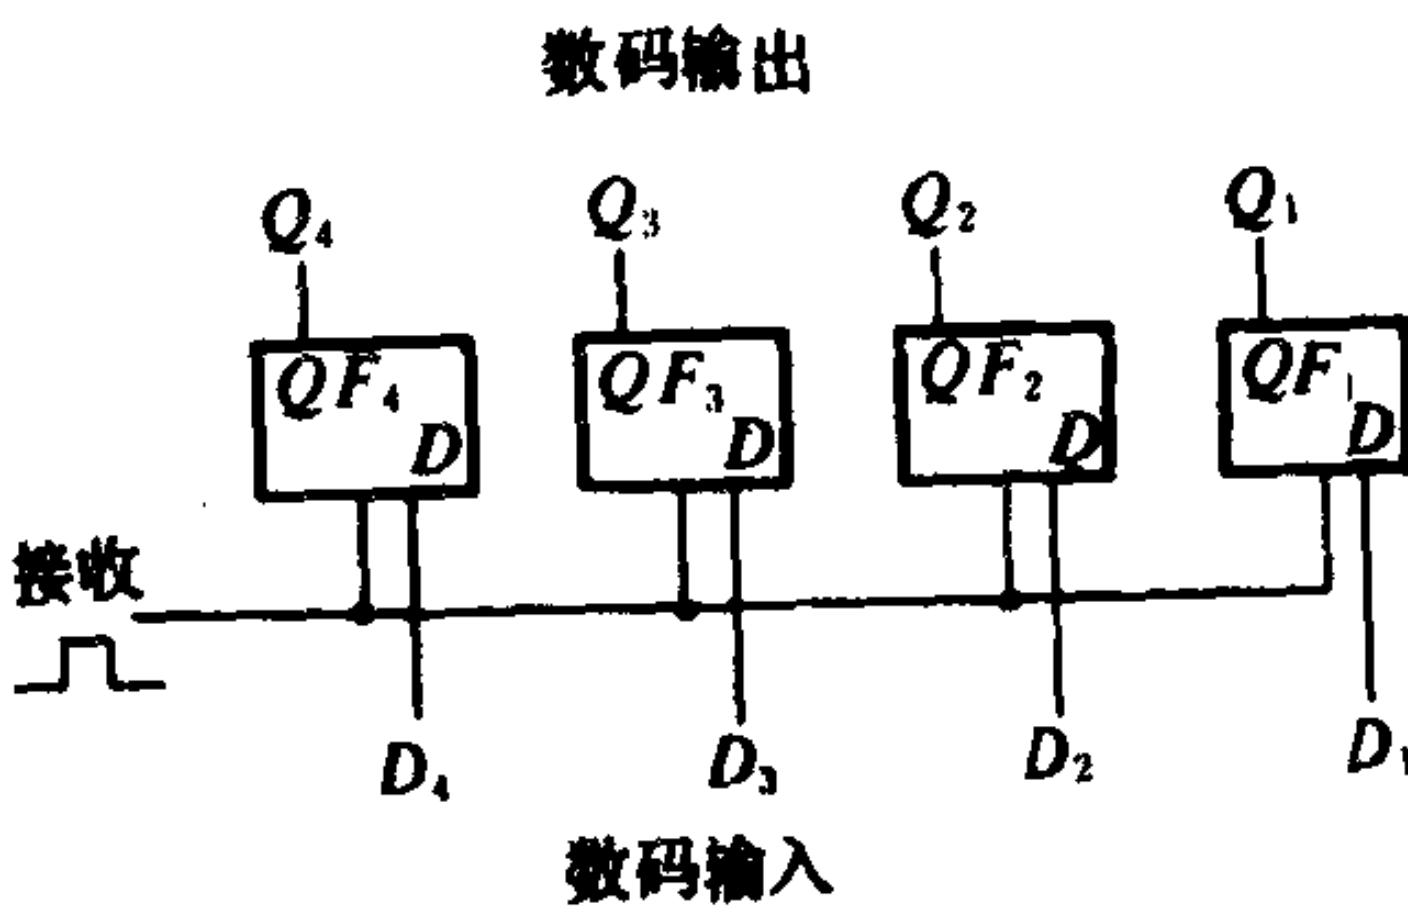 数码输出
Q₄ Q₃ Q₂ Q₁
QF₄ QF₃ QF₂ QF₁
D D D D
接收
D₄ D₃ D₂ D₁
数码输入